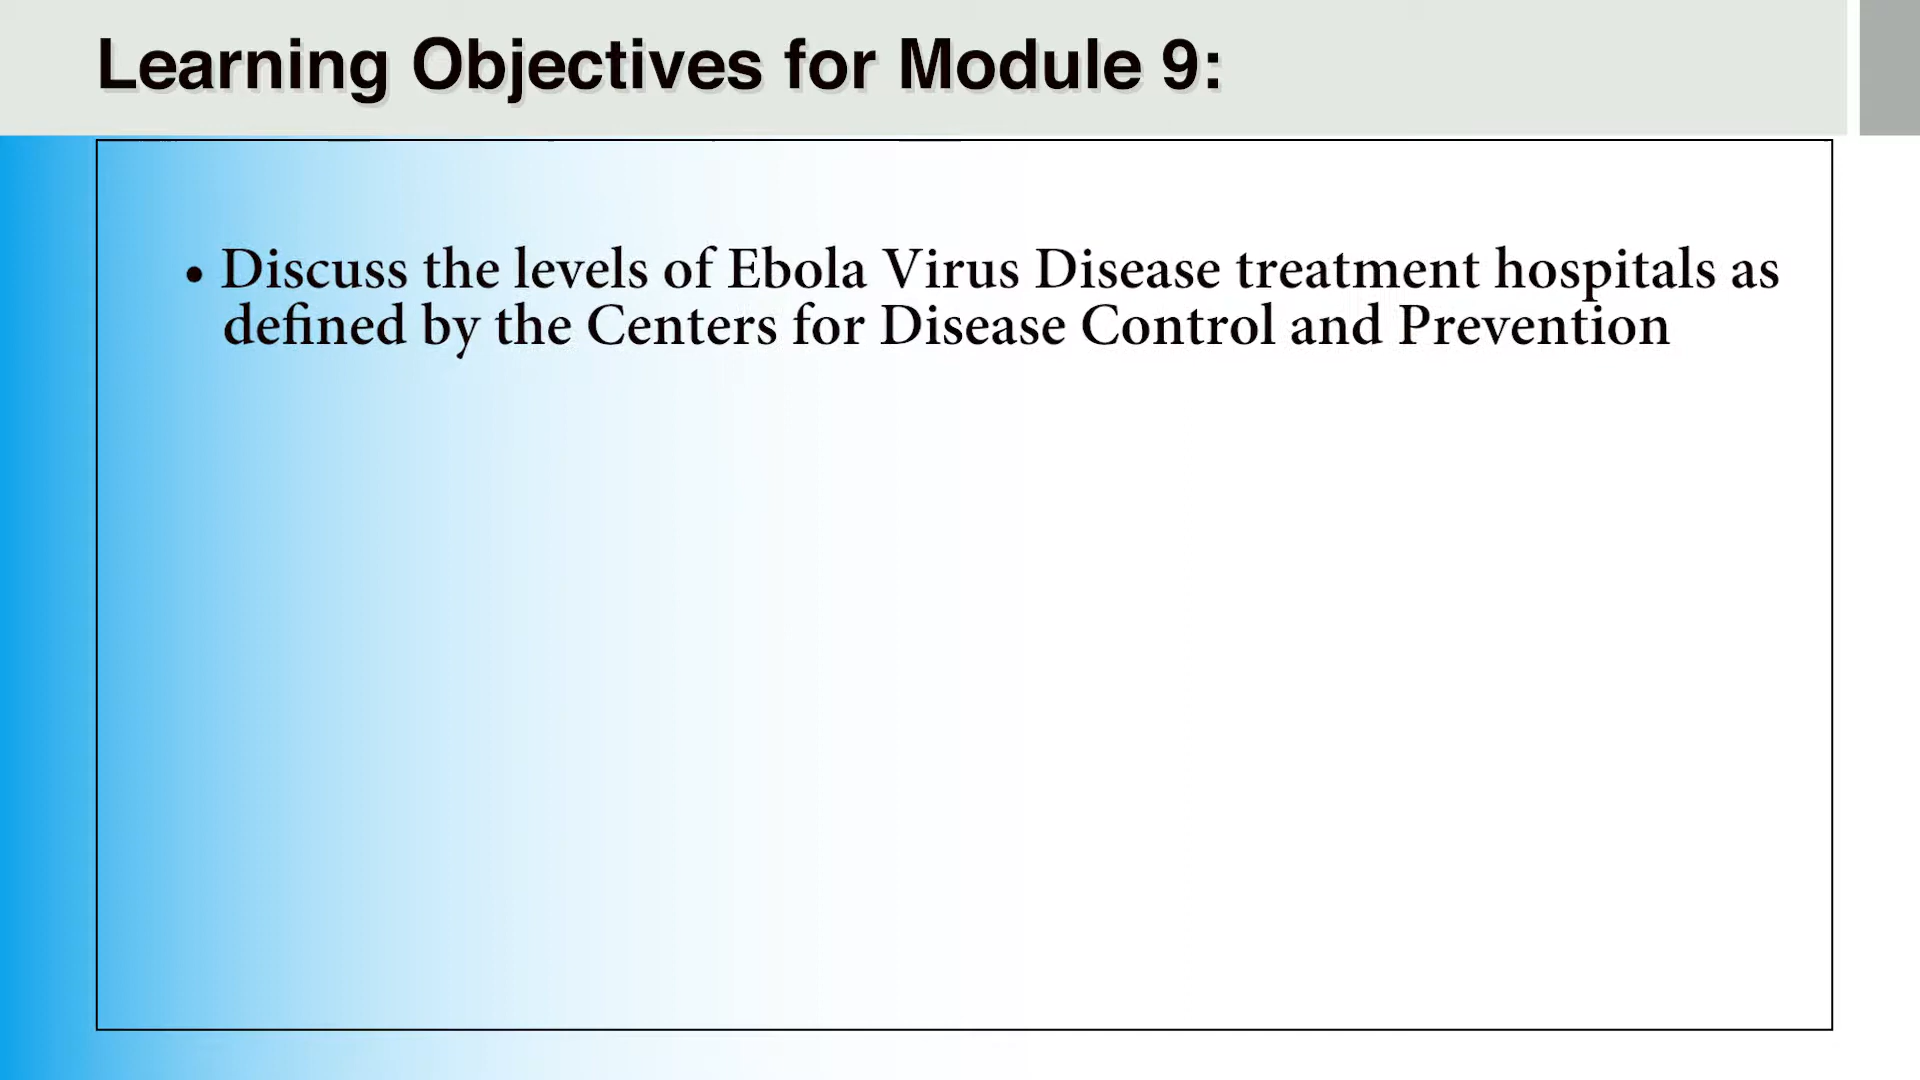 Learning Objectives for Module 9:
• Discuss the levels of Ebola Virus Disease treatment hospitals as
defined by the Centers for Disease Control and Prevention